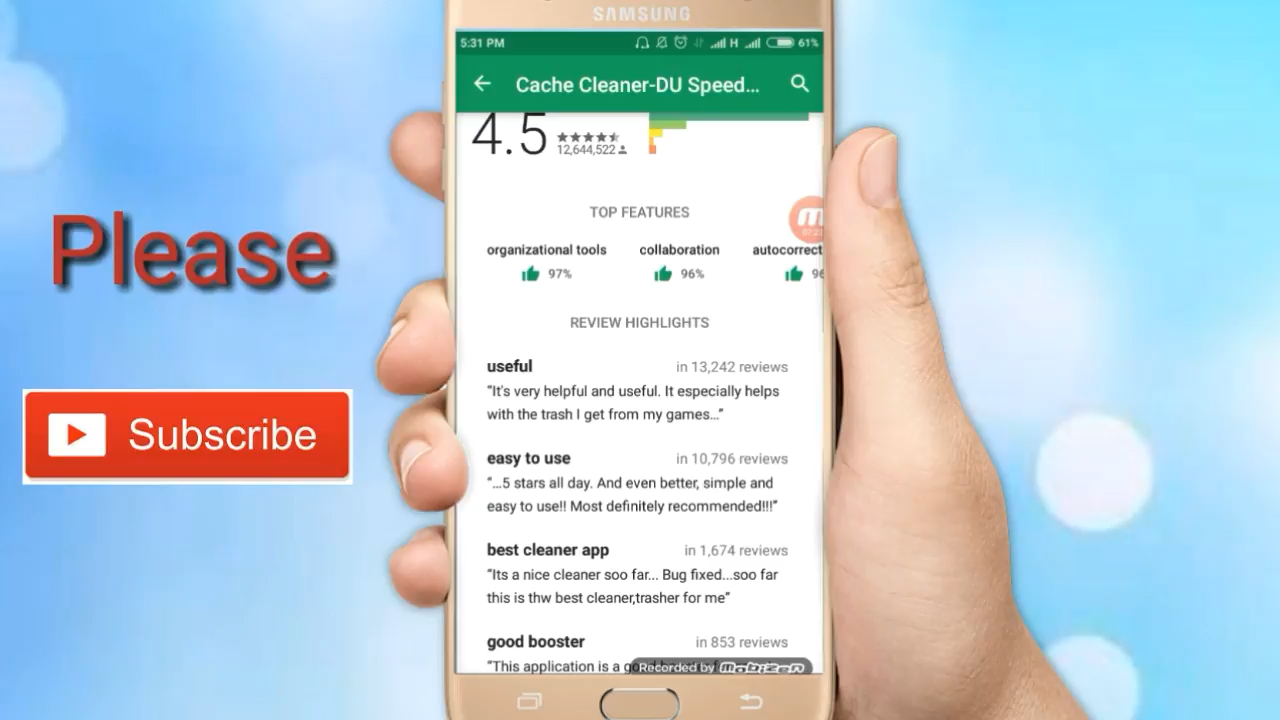 SAMSUNG
5:31 PM
H
61%
Cache Cleaner-DU Speed...
4.5
12,644,522
TOP FEATURES
organizational tools
collaboration
autocorrect
97%
96%
96
REVIEW HIGHLIGHTS
useful
in 13,242 reviews
“It's very helpful and useful. It especially helps
with the trash I get from my games…”
easy to use
in 10,796 reviews
“…5 stars all day. And even better, simple and
easy to use!! Most definitely recommended!!!”
best cleaner app
in 1,674 reviews
“Its a nice cleaner soo far... Bug fixed...soo far
this is thw best cleaner,trasher for me”
good booster
in 853 reviews
“This application is a
Recorded by Mobizen
Please
Subscribe